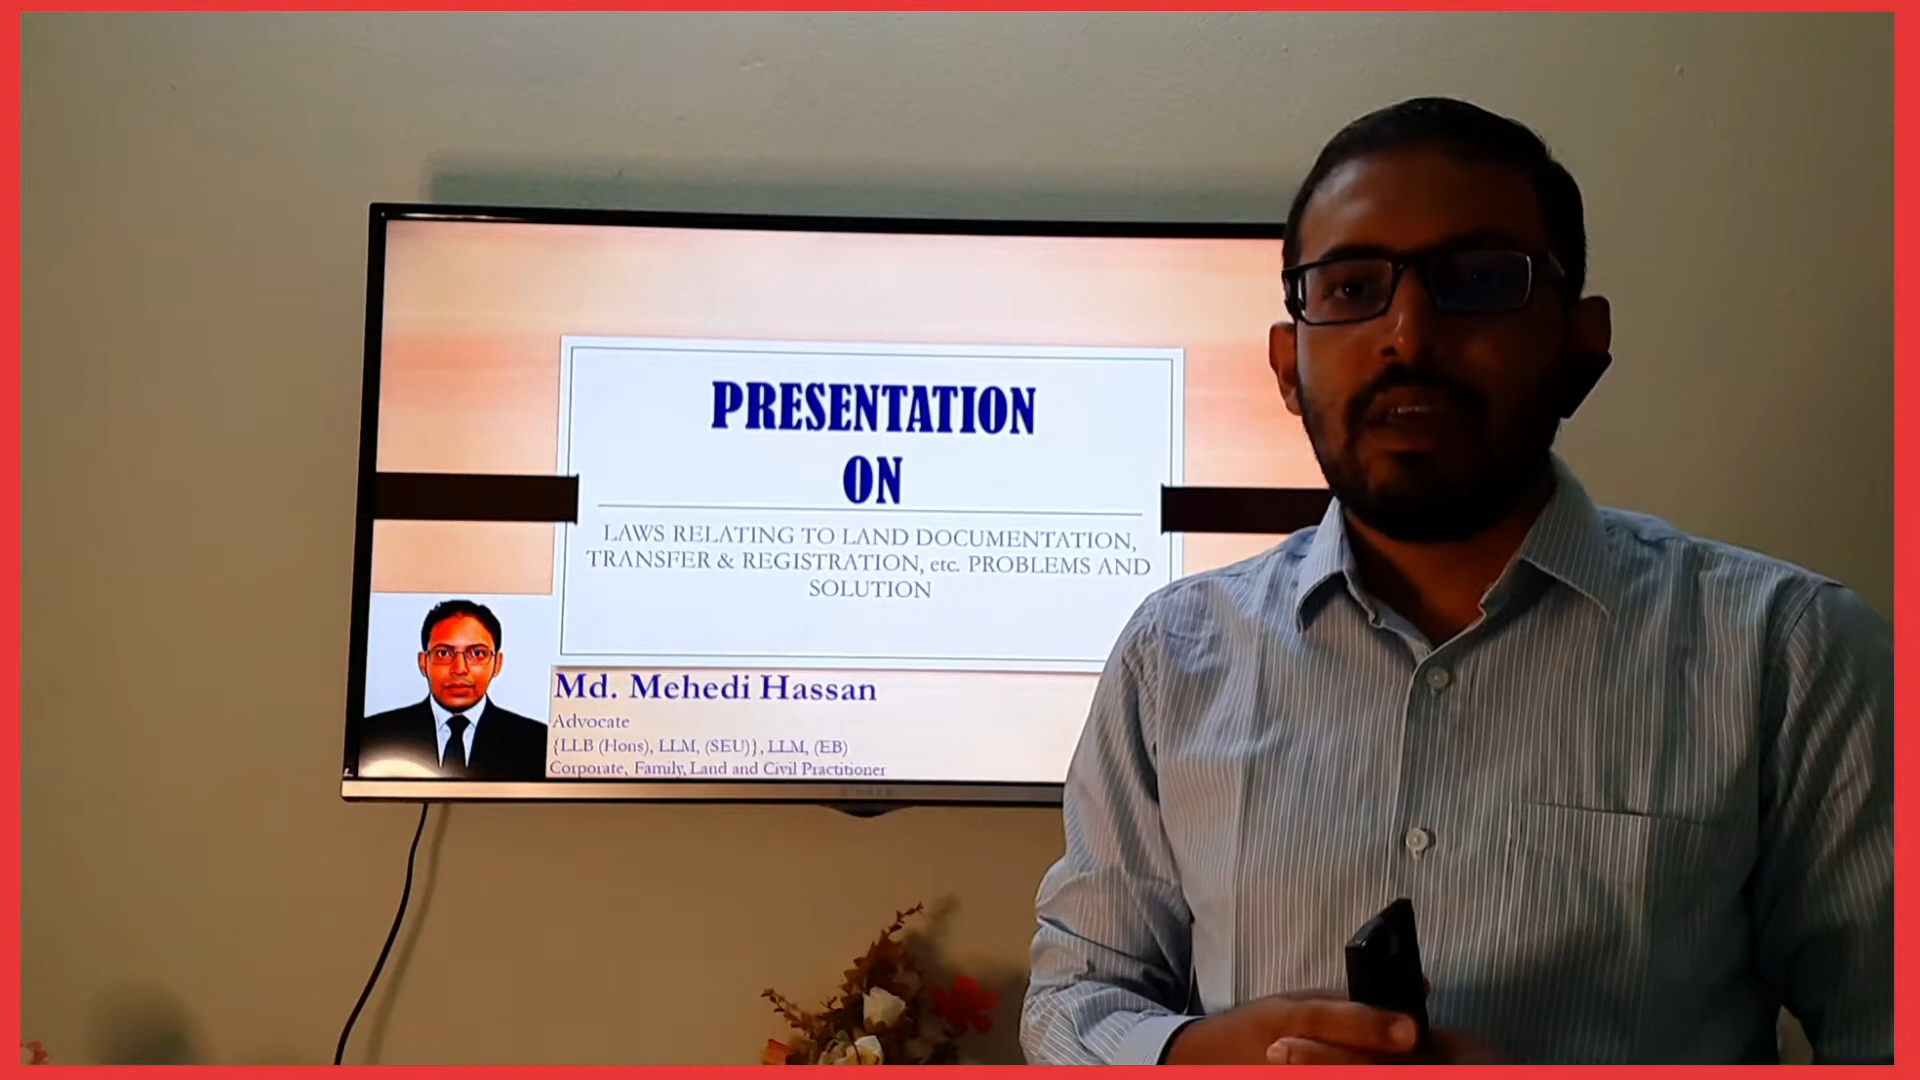 PRESENTATION
ON
LAWS RELATING TO LAND DOCUMENTATION,
TRANSFER & REGISTRATION, etc. PROBLEMS AND
SOLUTION
Md. Mehedi Hassan
Advocate
{LLB (Hons), LLM, (SEU)}, LLM, (EB)
Corporate, Family, Land and Civil Practitioner